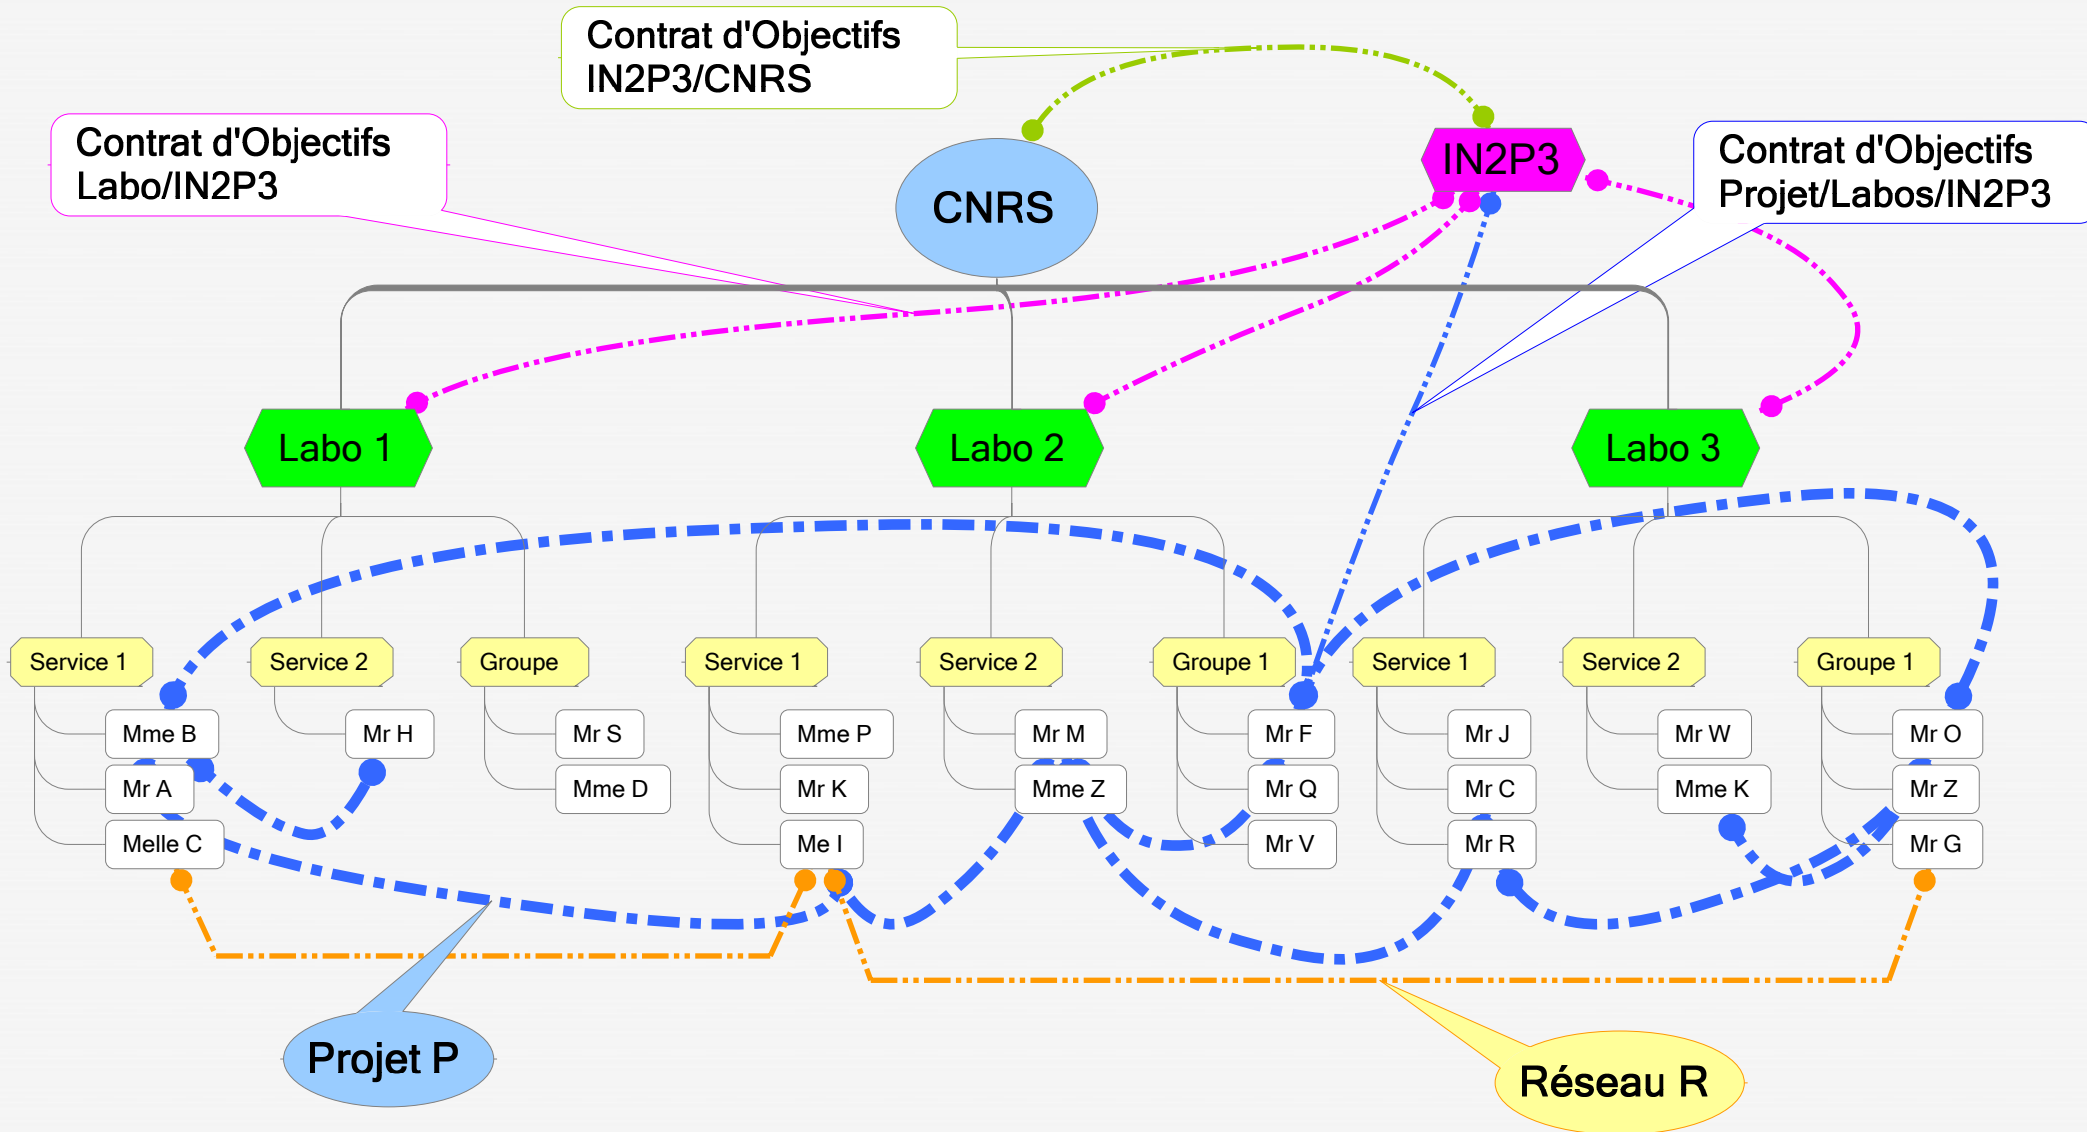 Contrat d'Objectifs
IN2P3/CNRS
Contrat d'Objectifs
Labo/IN2P3
IN2P3
Contrat d'Objectifs
Projet/Labos/IN2P3
CNRS
Labo 1
Labo 2
Labo 3
Service 1
Service 2
Groupe
Service 1
Service 2
Groupe 1
Service 1
Service 2
Groupe 1
Mme B
Mr H
Mr S
Mme P
Mr M
Mr F
Mr J
Mr W
Mr O
Mr A
Mme D
Mr K
Mme Z
Mr Q
Mr C
Mme K
Mr Z
Melle C
Me I
Mr V
Mr R
Mr G
Projet P
Réseau R